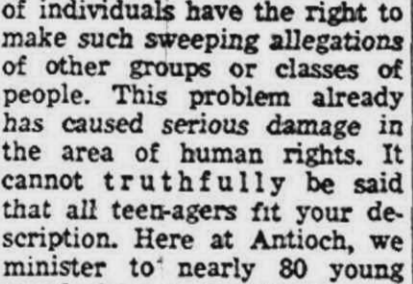 of individuals have the right to
make such sweeping allegations
of other groups or classes of
people. This problem already
has caused serious damage in
the area of human rights. It
cannot truthfully be said
that all teen-agers fit your de-
scription. Here at Antioch, we
minister to nearly 80 young